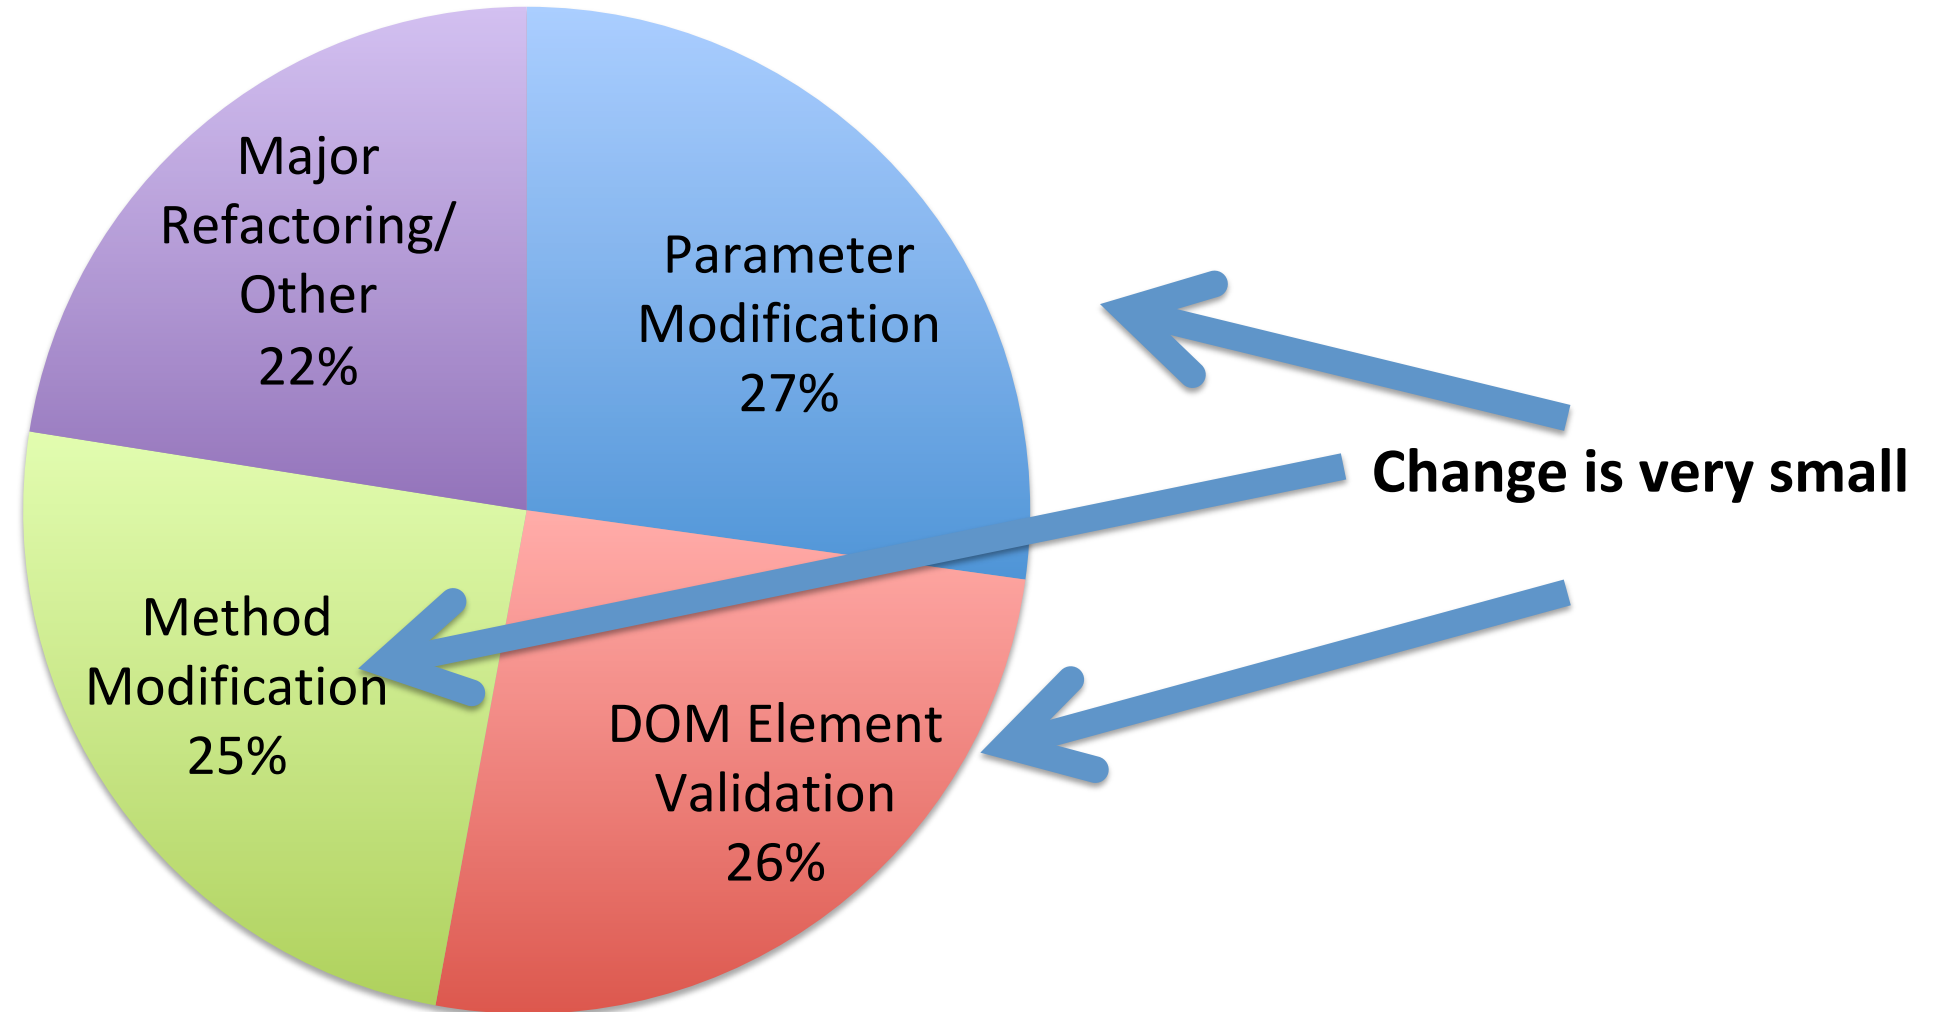 Major
Refactoring/
Other
22%
Parameter
Modification
27%
Change is very small
Method
Modification
25%
DOM Element
Validation
26%